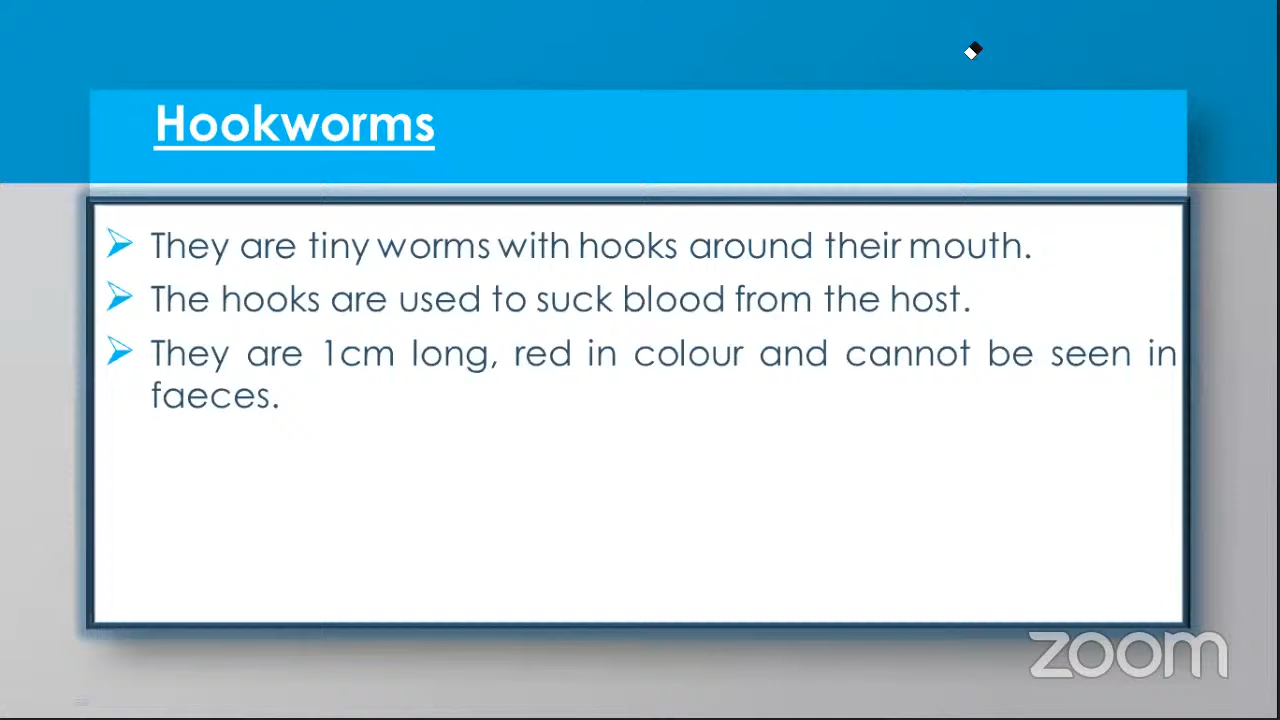 Hookworms
They are tiny worms with hooks around their mouth.
The hooks are used to suck blood from the host.
They are 1cm long, red in colour and cannot be seen in
faeces.
zoom